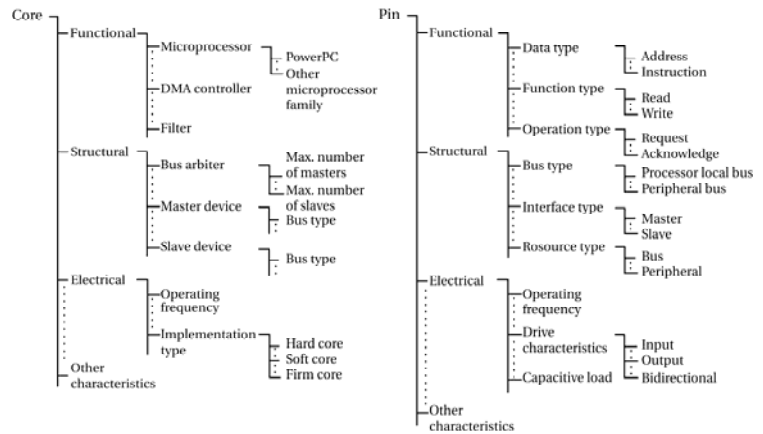 Core
Functional
Microprocessor
PowerPC
Other
microprocessor
family
DMA controller
Filter
Structural
Bus arbiter
Max. number
of masters
Max. number
of slaves
Master device
Bus type
Slave device
Bus type
Electrical
Operating
frequency
Implementation
type
Hard core
Soft core
Firm core
Other
characteristics
Pin
Functional
Data type
Address
Instruction
Function type
Read
Write
Operation type
Request
Acknowledge
Structural
Bus type
Processor local bus
Peripheral bus
Interface type
Master
Slave
Rosource type
Bus
Peripheral
Electrical
Operating
frequency
Drive
characteristics
Input
Output
Bidirectional
Capacitive load
Other
characteristics